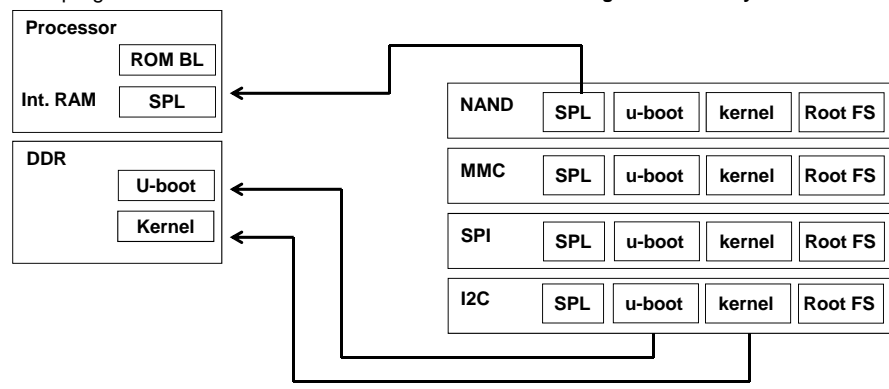 Processor
ROM BL
Int. RAM SPL
DDR
U-boot
Kernel
NAND SPL u-boot kernel Root FS
MMC SPL u-boot kernel Root FS
SPI SPL u-boot kernel Root FS
I2C SPL u-boot kernel Root FS